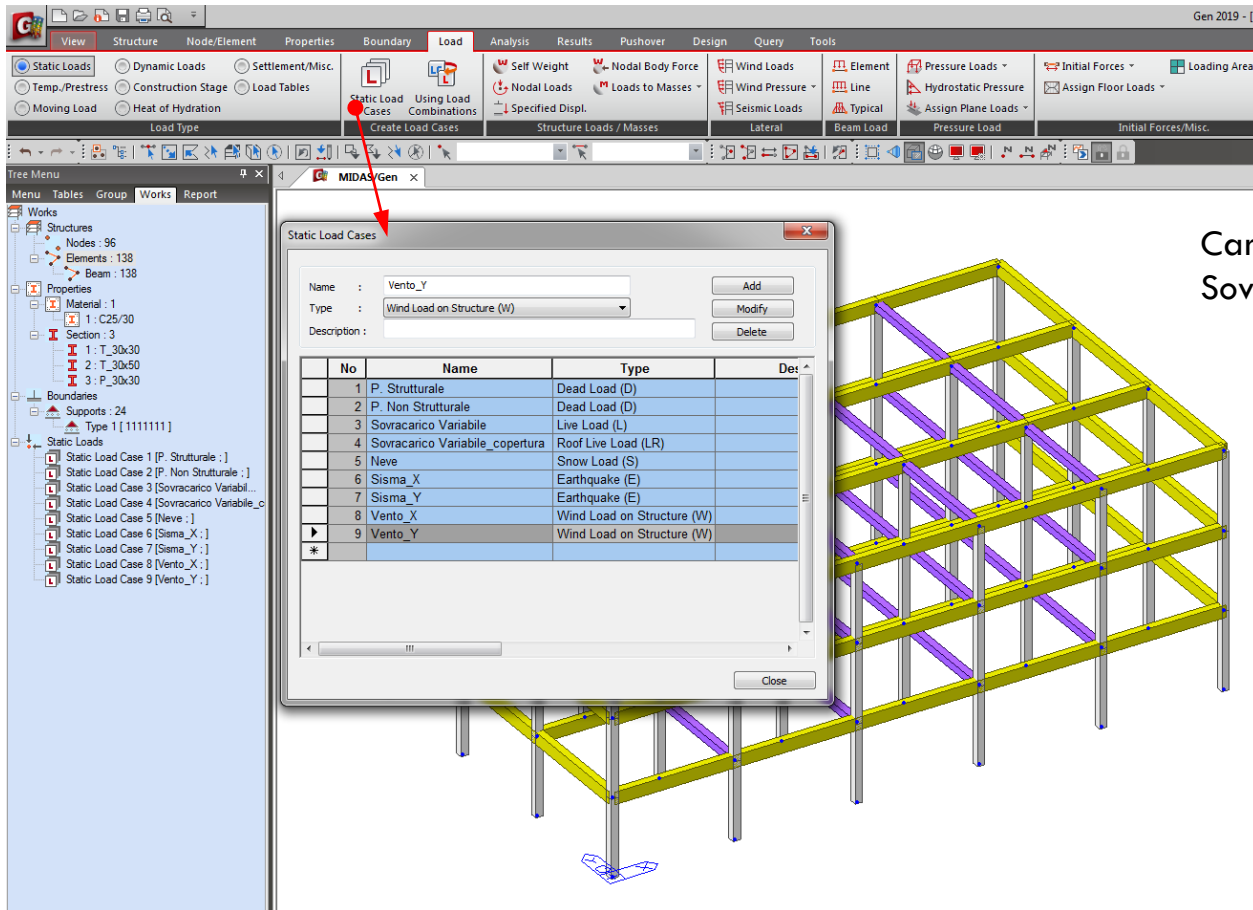 Gen 2019 - [
View Structure Node/Element Properties Boundary Load Analysis Results Pushover Design Query Tools
Static Loads Dynamic Loads Settlement/Misc.
Temp./Prestress Construction Stage Load Tables
Moving Load Heat of Hydration
Load Type
Static Load Cases
Using Load Combinations
Create Load Cases
Self Weight Nodal Body Force
Nodal Loads Loads to Masses
Specified Displ.
Structure Loads / Masses
Wind Loads
Wind Pressure
Seismic Loads
Lateral
Element
Line
Typical
Beam Load
Pressure Loads
Hydrostatic Pressure
Assign Plane Loads
Pressure Load
Initial Forces Loading Area
Assign Floor Loads
Initial Forces/Misc.
Tree Menu
Menu Tables Group Works Report
Works
Structures
Nodes : 96
Elements : 138
Beam : 138
Properties
Material : 1
1 : C25/30
Section : 3
1 : T_30x30
2 : T_30x50
3 : P_30x30
Boundaries
Supports : 24
Type 1 [ 1111111 ]
Static Loads
Static Load Case 1 [P. Strutturale ; ]
Static Load Case 2 [P. Non Strutturale ; ]
Static Load Case 3 [Sovracarico Variabil...
Static Load Case 4 [Sovracarico Variabile_c
Static Load Case 5 [Neve ; ]
Static Load Case 6 [Sisma_X ; ]
Static Load Case 7 [Sisma_Y ; ]
Static Load Case 8 [Vento_X ; ]
Static Load Case 9 [Vento_Y ; ]
MIDAS/Gen
Static Load Cases
Name : Vento_Y Add
Type : Wind Load on Structure (W) Modify
Description : Delete
No Name Type Des
1 P. Strutturale Dead Load (D)
2 P. Non Strutturale Dead Load (D)
3 Sovracarico Variabile Live Load (L)
4 Sovracarico Variabile_copertura Roof Live Load (LR)
5 Neve Snow Load (S)
6 Sisma_X Earthquake (E)
7 Sisma_Y Earthquake (E)
8 Vento_X Wind Load on Structure (W)
9 Vento_Y Wind Load on Structure (W)
Close
Car
Sov